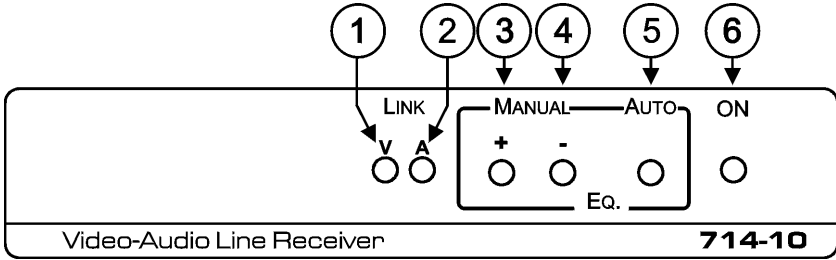 1 2 3 4 5 6
LINK MANUAL AUTO ON
V A + -
EQ.
Video-Audio Line Receiver 714-10